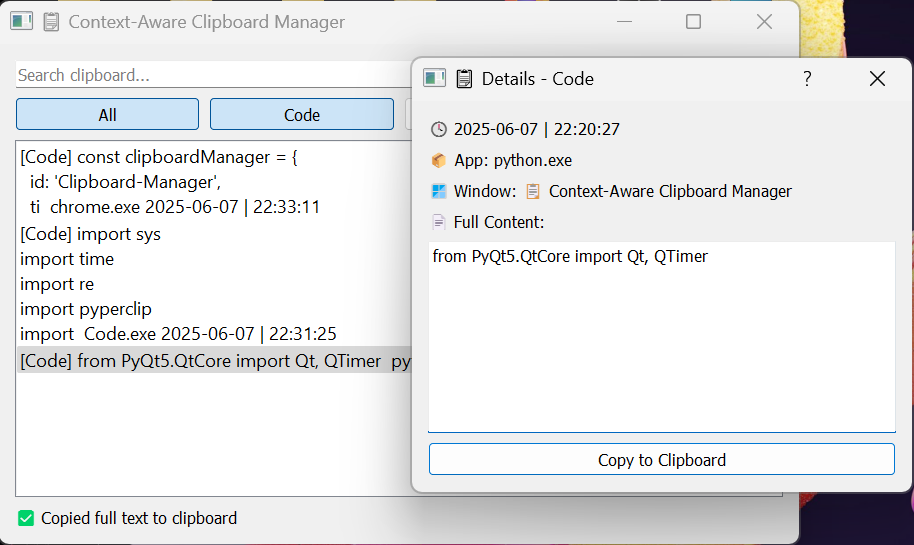 Context-Aware Clipboard Manager
Search clipboard...
All
Code
[Code] const clipboardManager = {
id: 'Clipboard-Manager',
ti chrome.exe 2025-06-07 | 22:33:11
[Code] import sys
import time
import re
import pyperclip
import Code.exe 2025-06-07 | 22:31:25
[Code] from PyQt5.QtCore import Qt, QTimer py
Copied full text to clipboard
Details - Code
?
2025-06-07 | 22:20:27
App: python.exe
Window: Context-Aware Clipboard Manager
Full Content:
from PyQt5.QtCore import Qt, QTimer
Copy to Clipboard